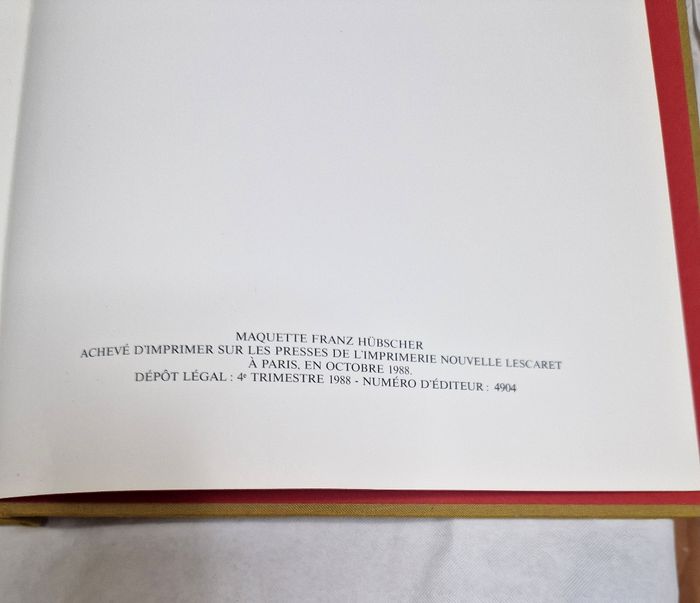 MAQUETTE FRANZ HÜBSCHER
ACHEVÉ D'IMPRIMER SUR LES PRESSES DE L'IMPRIMERIE NOUVELLE LESCARET
À PARIS, EN OCTOBRE 1988.
DÉPÔT LÉGAL : 4e TRIMESTRE 1988 - NUMÉRO D'ÉDITEUR : 4904